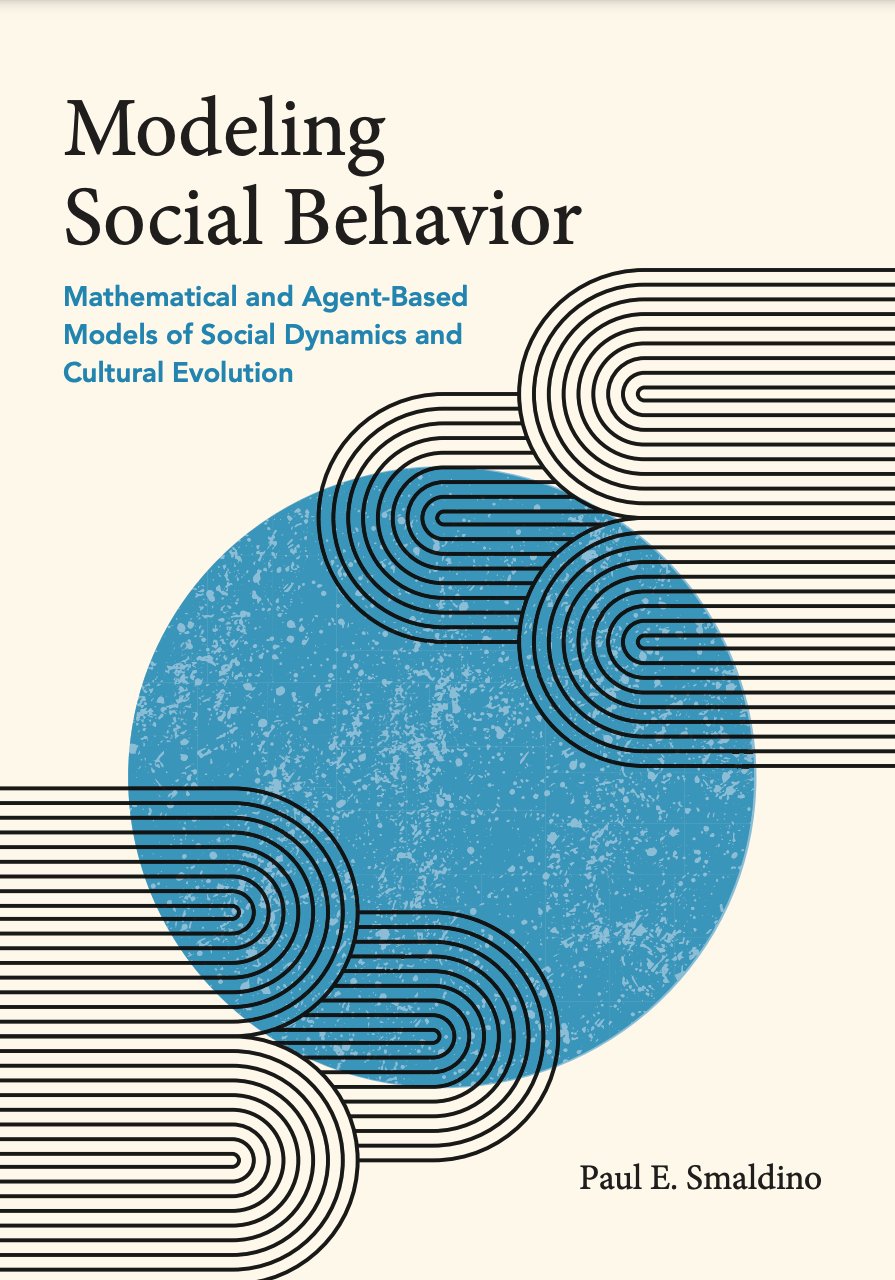 Modeling
Social Behavior
Mathematical and Agent-Based
Models of Social Dynamics and
Cultural Evolution
Paul E. Smaldino